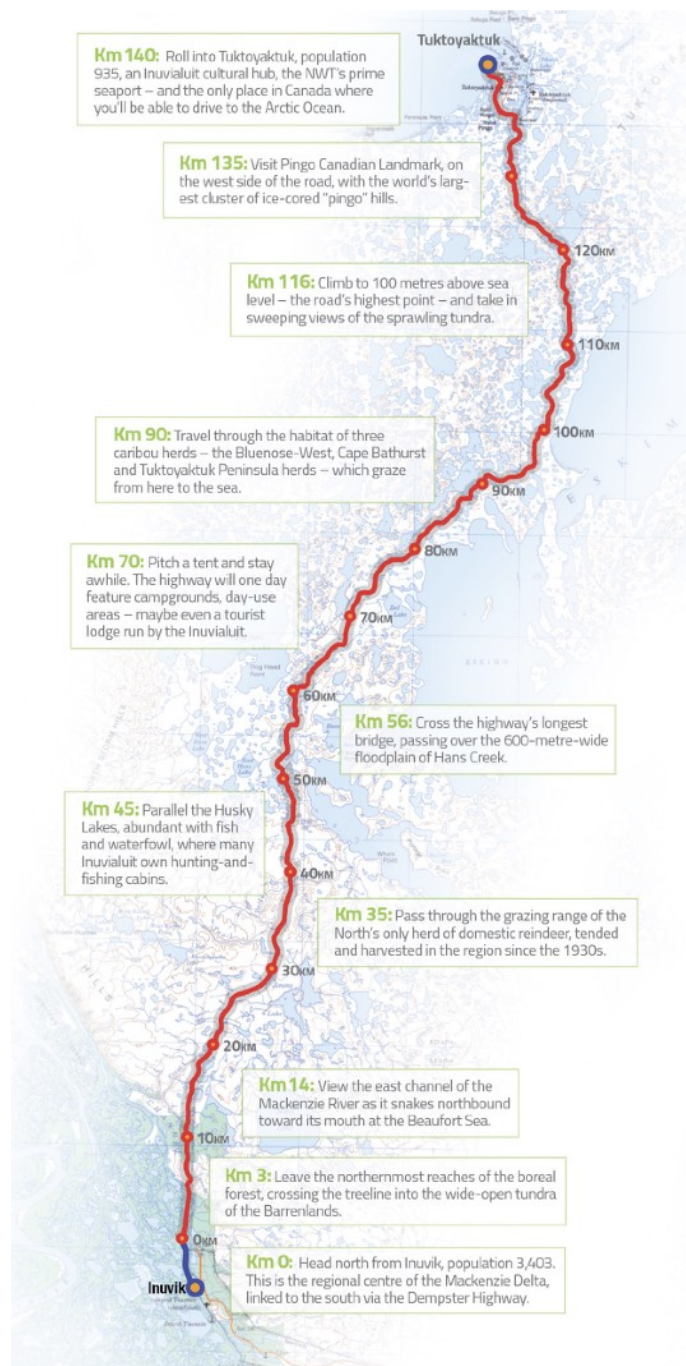 Tuktoyaktuk
Km 140: Roll into Tuktoyaktuk, population
935, an Inuvialuit cultural hub, the NWT's prime
seaport – and the only place in Canada where
you'll be able to drive to the Arctic Ocean.
Tuktoyaktuk
Km 135: Visit Pingo Canadian Landmark, on
the west side of the road, with the world's larg-
est cluster of ice-cored "pingo" hills.
120KM
Km 116: Climb to 100 metres above sea
level – the road's highest point – and take in
sweeping views of the sprawling tundra.
110KM
100KM
Km 90: Travel through the habitat of three
caribou herds – the Bluenose-West, Cape Bathurst
and Tuktoyaktuk Peninsula herds – which graze
from here to the sea.
90KM
80KM
Km 70: Pitch a tent and stay
awhile. The highway will one day
feature campgrounds, day-use
areas – maybe even a tourist
lodge run by the Inuvialuit.
70KM
60KM
Km 56: Cross the highway's longest
bridge, passing over the 600-metre-wide
floodplain of Hans Creek.
50KM
Km 45: Parallel the Husky
Lakes, abundant with fish
and waterfowl, where many
Inuvialuit own hunting-and-
fishing cabins.
40KM
Km 35: Pass through the grazing range of the
North's only herd of domestic reindeer, tended
and harvested in the region since the 1930s.
30KM
HILLS
20KM
Km 14: View the east channel of the
Mackenzie River as it snakes northbound
toward its mouth at the Beaufort Sea.
10KM
Km 3: Leave the northernmost reaches of the boreal
forest, crossing the treeline into the wide-open tundra
of the Barrenlands.
0KM
Km 0: Head north from Inuvik, population 3,403.
This is the regional centre of the Mackenzie Delta,
linked to the south via the Dempster Highway.
Inuvik